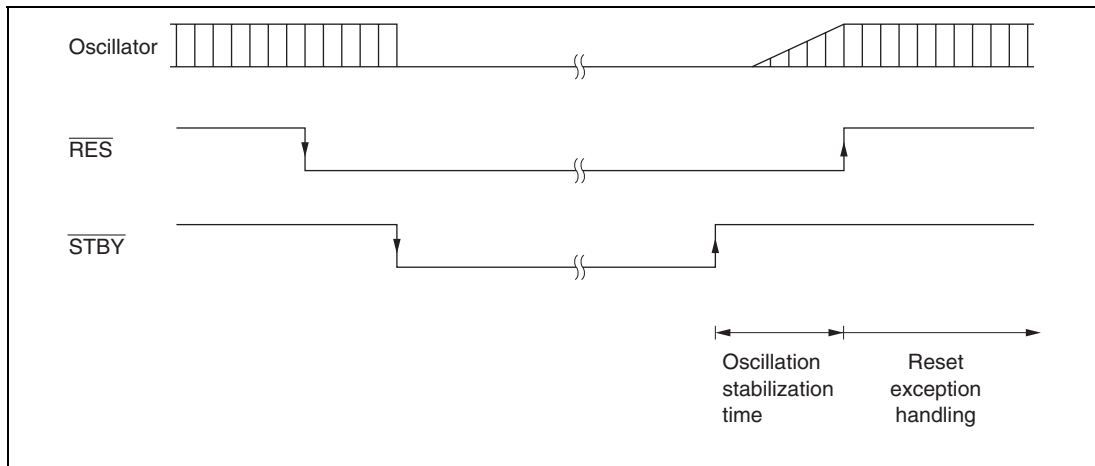 Oscillator
RES
STBY
Oscillation
stabilization
time
Reset
exception
handling